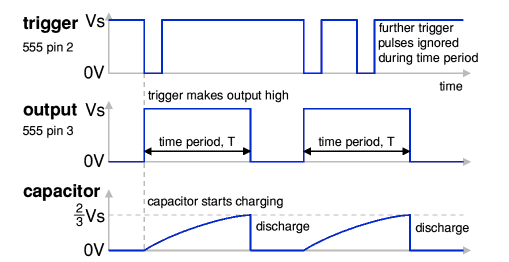 trigger Vs
555 pin 2
0V
further trigger
pulses ignored
during time period
time
output Vs
555 pin 3
0V
trigger makes output high
time period, T
time period, T
capacitor
2/3Vs
0V
capacitor starts charging
discharge
discharge